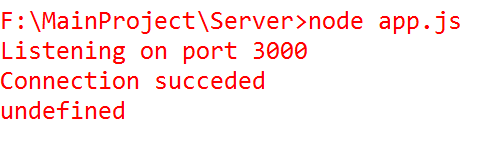 F:\MainProject\Server>node app.js
Listening on port 3000
Connection succeded
undefined